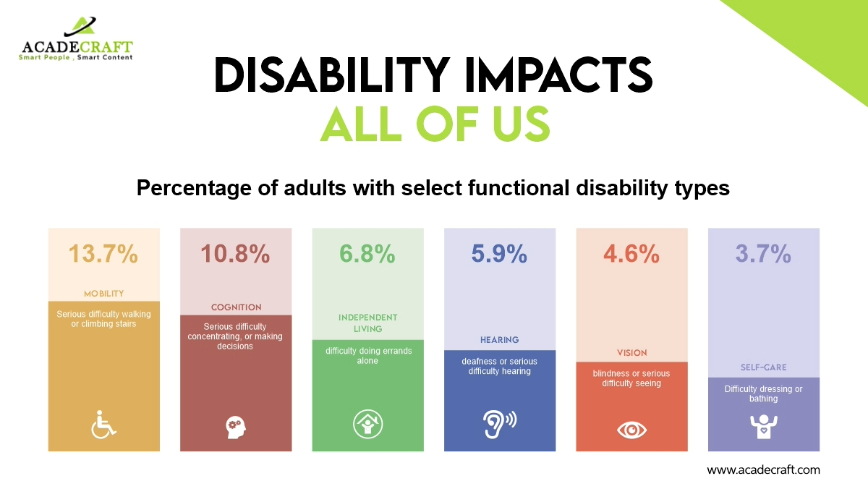 ACADECRAFT
Smart People , Smart Content
DISABILITY IMPACTS
ALL OF US
Percentage of adults with select functional disability types
13.7%
MOBILITY
Serious difficulty walking
or climbing stairs
10.8%
COGNITION
Serious difficulty
concentrating, or making
decisions
6.8%
INDEPENDENT
LIVING
difficulty doing errands
alone
5.9%
HEARING
deafness or serious
difficulty hearing
4.6%
VISION
blindness or serious
difficulty seeing
3.7%
SELF-CARE
Difficulty dressing or
bathing
www.acadecraft.com